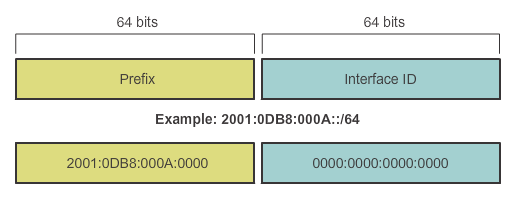 64 bits 64 bits
Prefix Interface ID
Example: 2001:0DB8:000A::/64
2001:0DB8:000A:0000 0000:0000:0000:0000